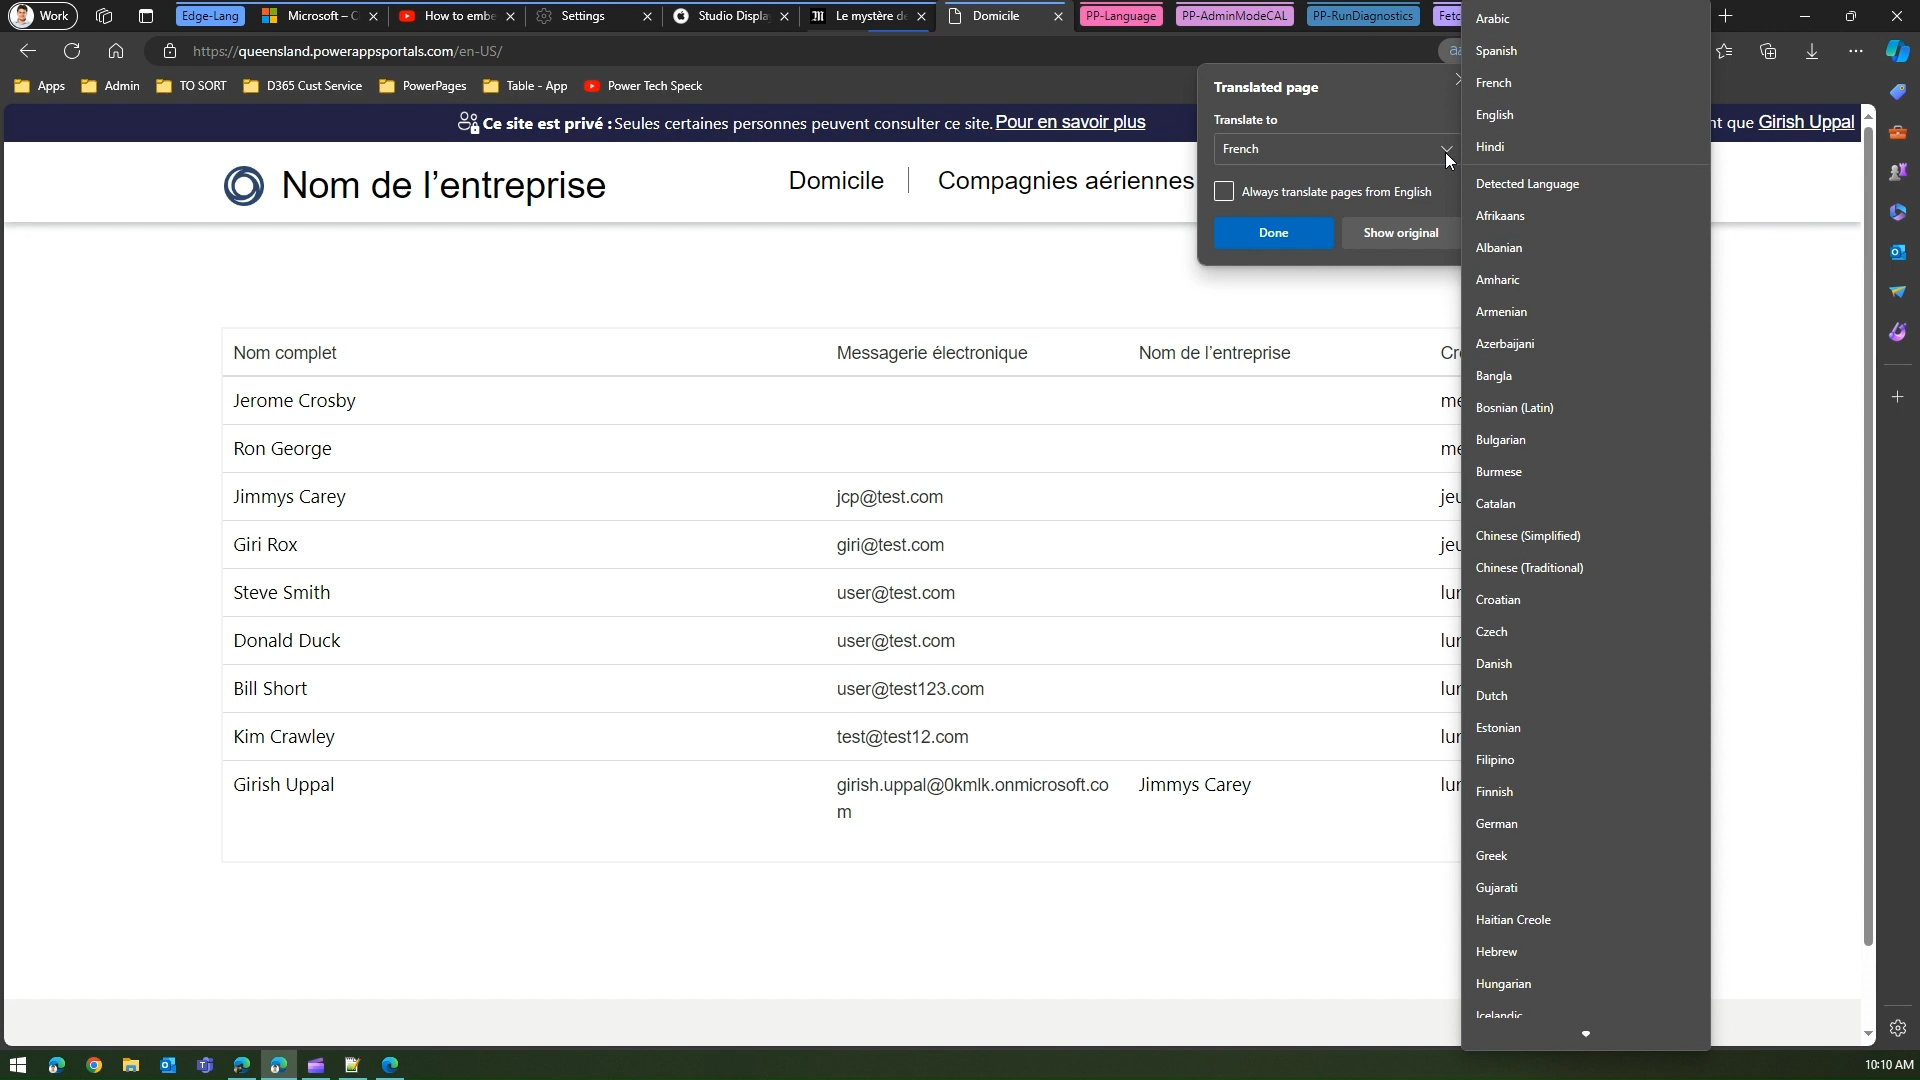 Work
Edge-Lang
Microsoft – C
How to embe
Settings
Studio Displa
Le mystère de
Domicile
PP-Language
PP-AdminModeCAL
PP-RunDiagnostics
https://queensland.powerappsportals.com/en-US/
Apps
Admin
TO SORT
D365 Cust Service
PowerPages
Table - App
Power Tech Speck
Ce site est privé : Seules certaines personnes peuvent consulter ce site. Pour en savoir plus
que Girish Uppal
Nom de l'entreprise
Domicile
Compagnies aériennes
Translated page
Translate to
French
Always translate pages from English
Done
Show original
Nom complet Messagerie électronique Nom de l'entreprise
Jerome Crosby
Ron George
Jimmys Carey jcp@test.com
Giri Rox giri@test.com
Steve Smith user@test.com
Donald Duck user@test.com
Bill Short user@test123.com
Kim Crawley test@test12.com
Girish Uppal girish.uppal@0kmlk.onmicrosoft.co Jimmys Carey
m
Arabic
Spanish
French
English
Hindi
Detected Language
Afrikaans
Albanian
Amharic
Armenian
Azerbaijani
Bangla
Bosnian (Latin)
Bulgarian
Burmese
Catalan
Chinese (Simplified)
Chinese (Traditional)
Croatian
Czech
Danish
Dutch
Estonian
Filipino
Finnish
German
Greek
Gujarati
Haitian Creole
Hebrew
Hungarian
Icelandic
10:10 AM